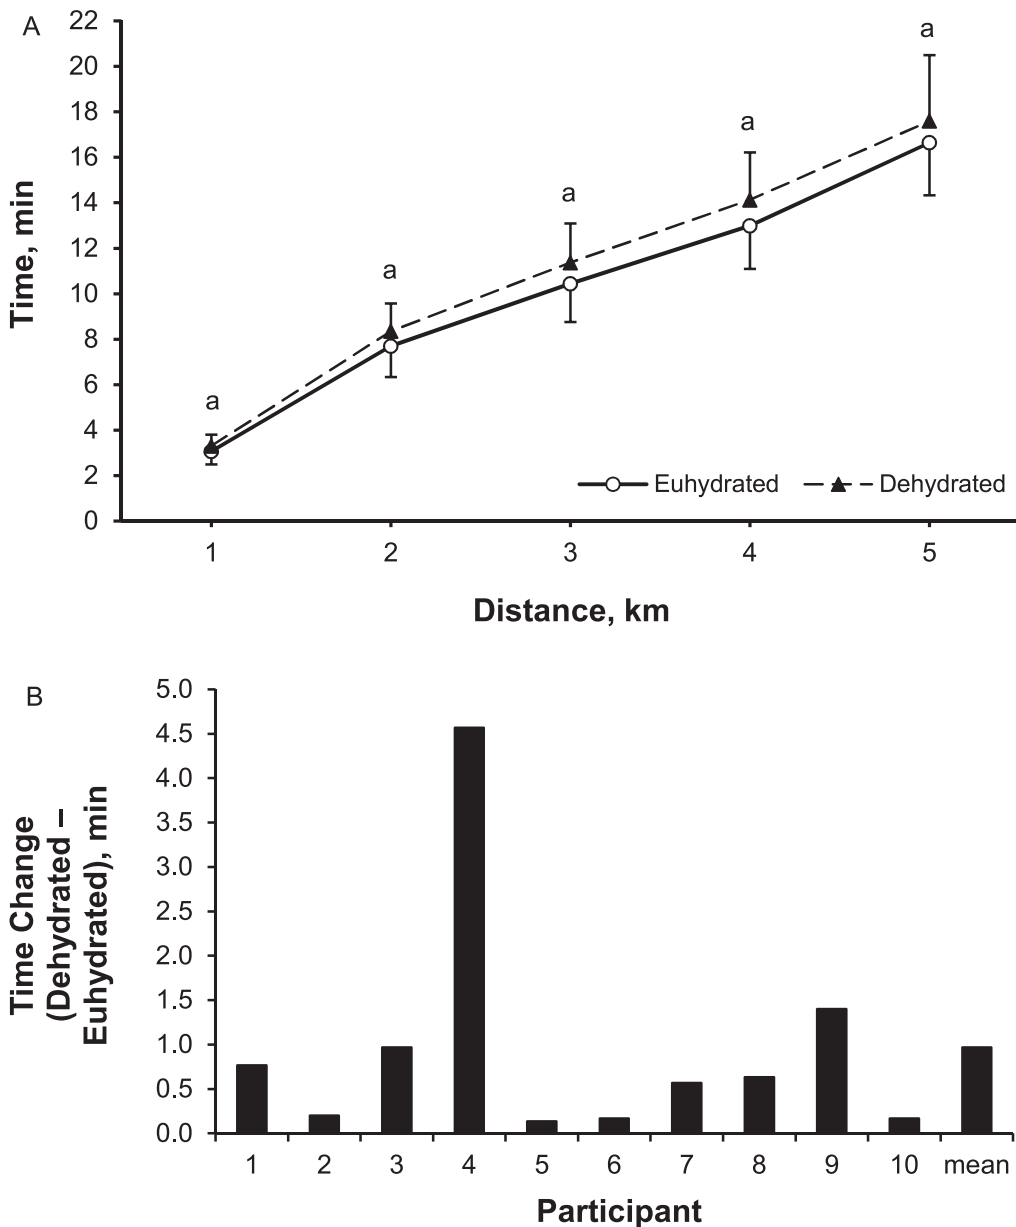 A
22
20
18
16
14
12
10
8
6
4
2
0
Time, min
a
a
a
a
a
Euhydrated
Dehydrated
1 2 3 4 5
Distance, km
B
5.0
4.5
4.0
3.5
3.0
2.5
2.0
1.5
1.0
0.5
0.0
Time Change
(Dehydrated –
Euhydrated), min
1 2 3 4 5 6 7 8 9 10 mean
Participant